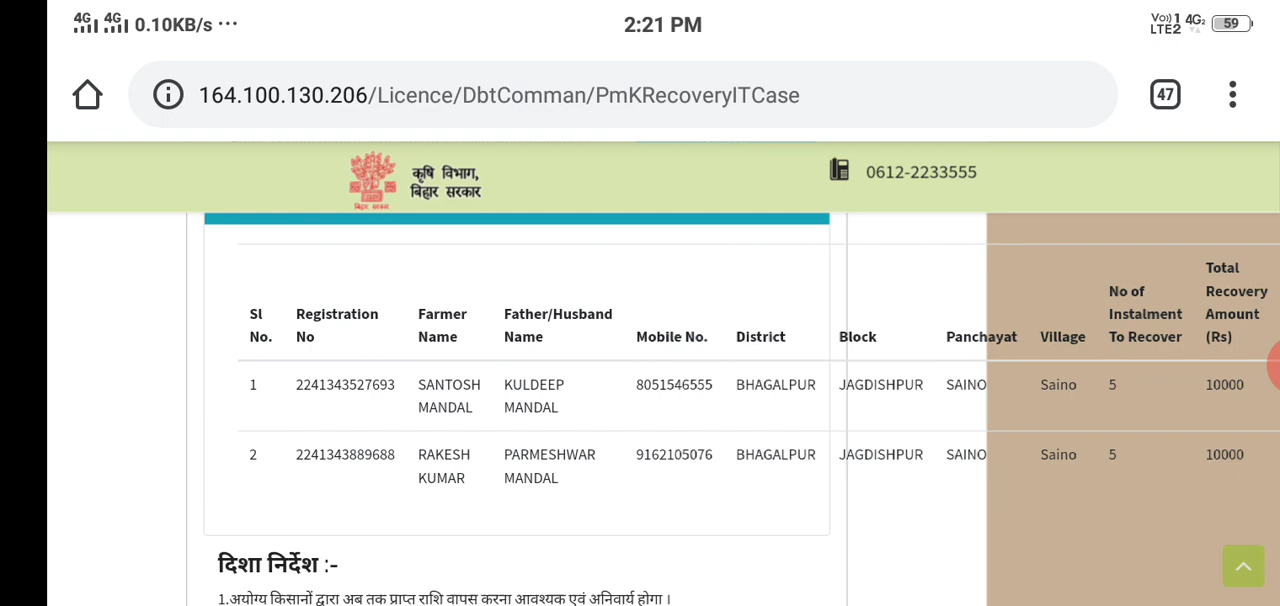 4G 4G 0.10KB/s ··· 2:21 PM Vo)) 1 4G2 LTE2 59
164.100.130.206/Licence/DbtComman/PmKRecoveryITCase 47
कृषि विभाग,
बिहार सरकार
बिहार सरकार
0612-2233555
Sl No. Registration No Farmer Name Father/Husband Name Mobile No. District Block Panchayat Village No of Instalment To Recover Total Recovery Amount (Rs)
1 2241343527693 SANTOSH MANDAL KULDEEP MANDAL 8051546555 BHAGALPUR JAGDISHPUR SAINO Saino 5 10000
2 2241343889688 RAKESH KUMAR PARMESHWAR MANDAL 9162105076 BHAGALPUR JAGDISHPUR SAINO Saino 5 10000
दिशा निर्देश :-
1.अयोग्य किसानों द्वारा अब तक प्राप्त राशि वापस करना आवश्यक एवं अनिवार्य होगा ।